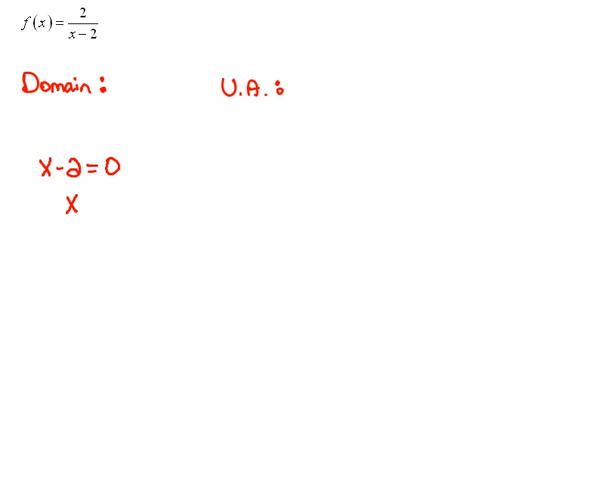 f(x) = 2/(x − 2)
Domain: U.A.:
x - 2 = 0
x